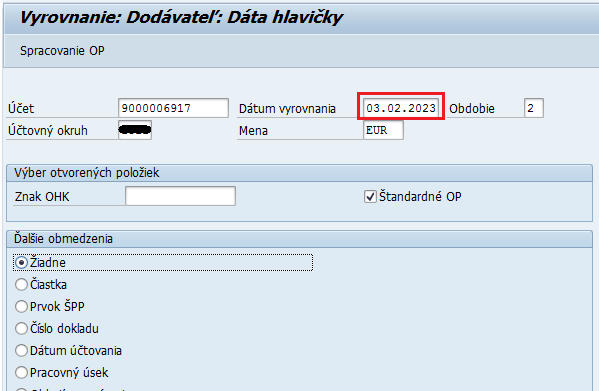 Vyrovnanie: Dodávateľ: Dáta hlavičky
Spracovanie OP
Účet 9000006917 Dátum vyrovnania 03.02.2023 Obdobie 2
Účtovný okruh Mena EUR
Výber otvorených položiek
Znak OHK Štandardné OP
Ďalšie obmedzenia
Žiadne
Čiastka
Prvok ŠPP
Číslo dokladu
Dátum účtovania
Pracovný úsek